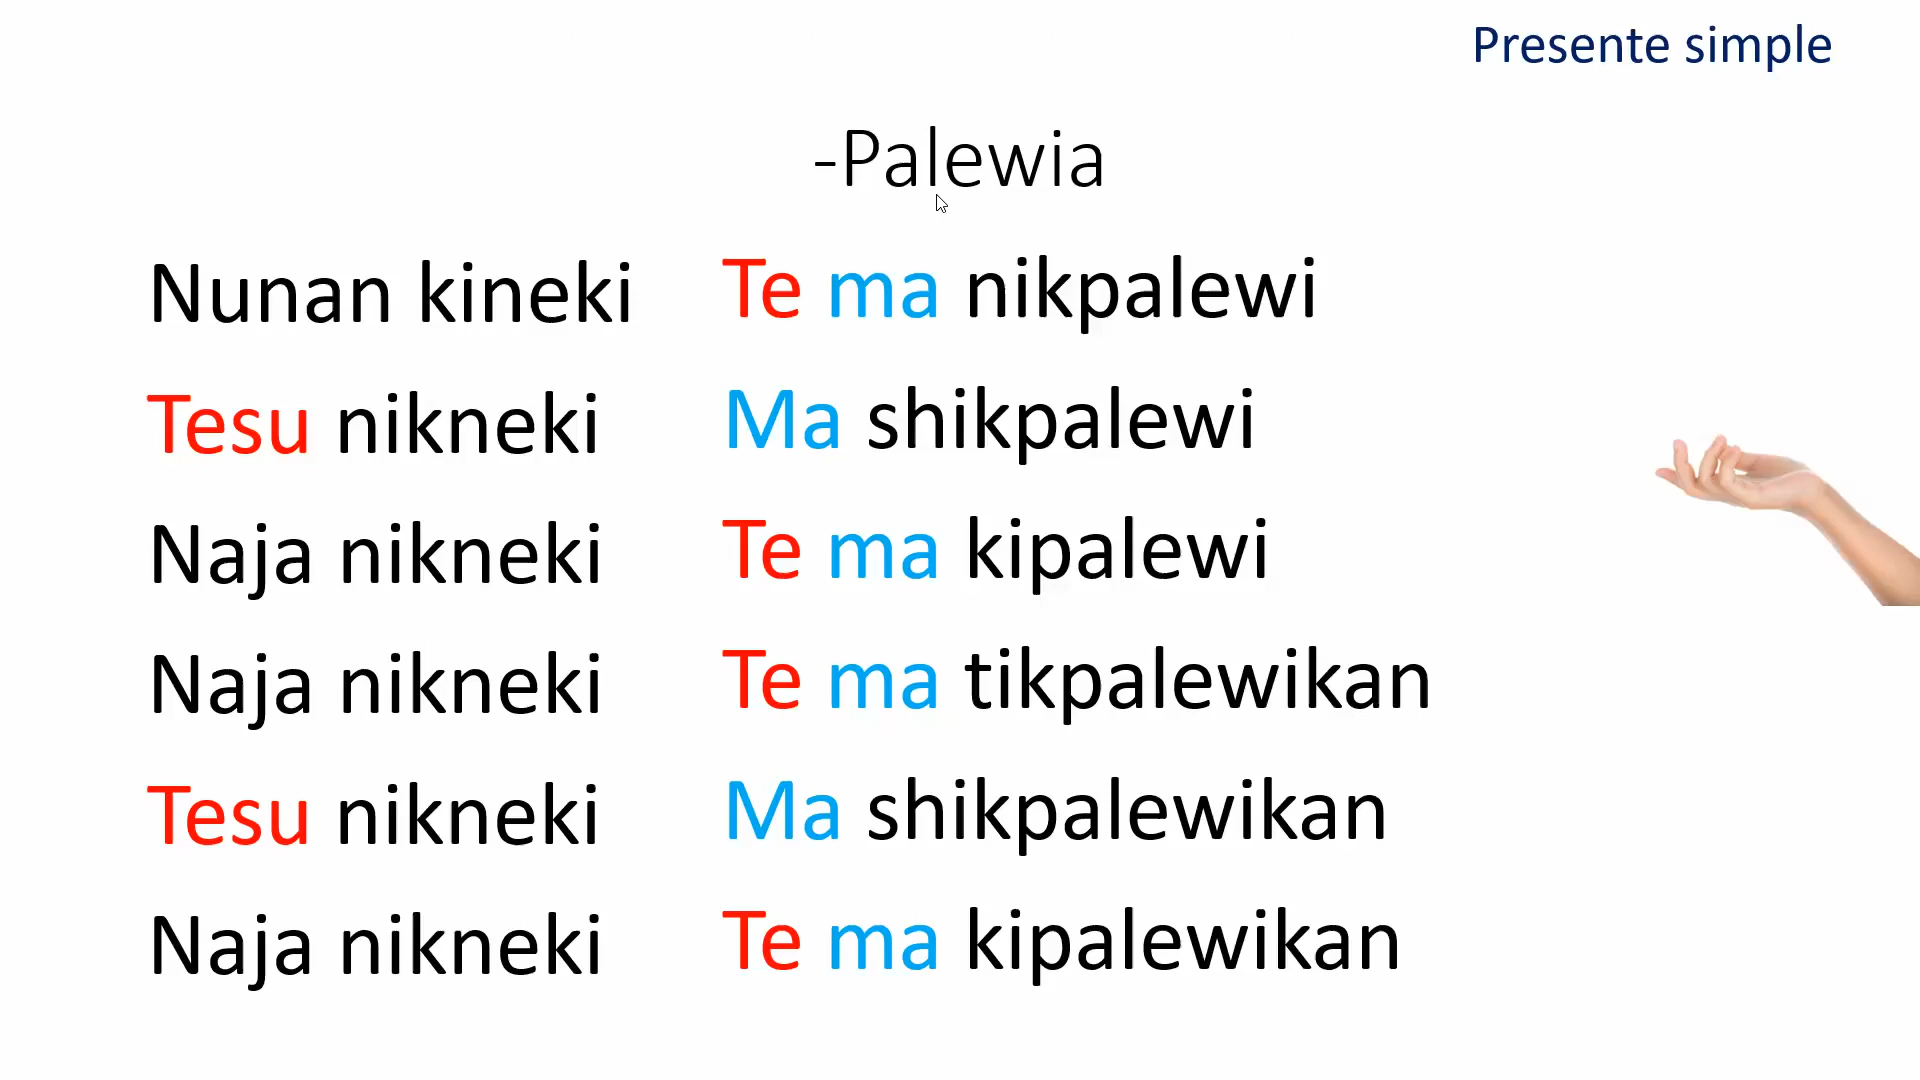 Presente simple
-Palewia
Nunan kineki Te ma nikpalewi
Tesu nikneki Ma shikpalewi
Naja nikneki Te ma kipalewi
Naja nikneki Te ma tikpalewikan
Tesu nikneki Ma shikpalewikan
Naja nikneki Te ma kipalewikan